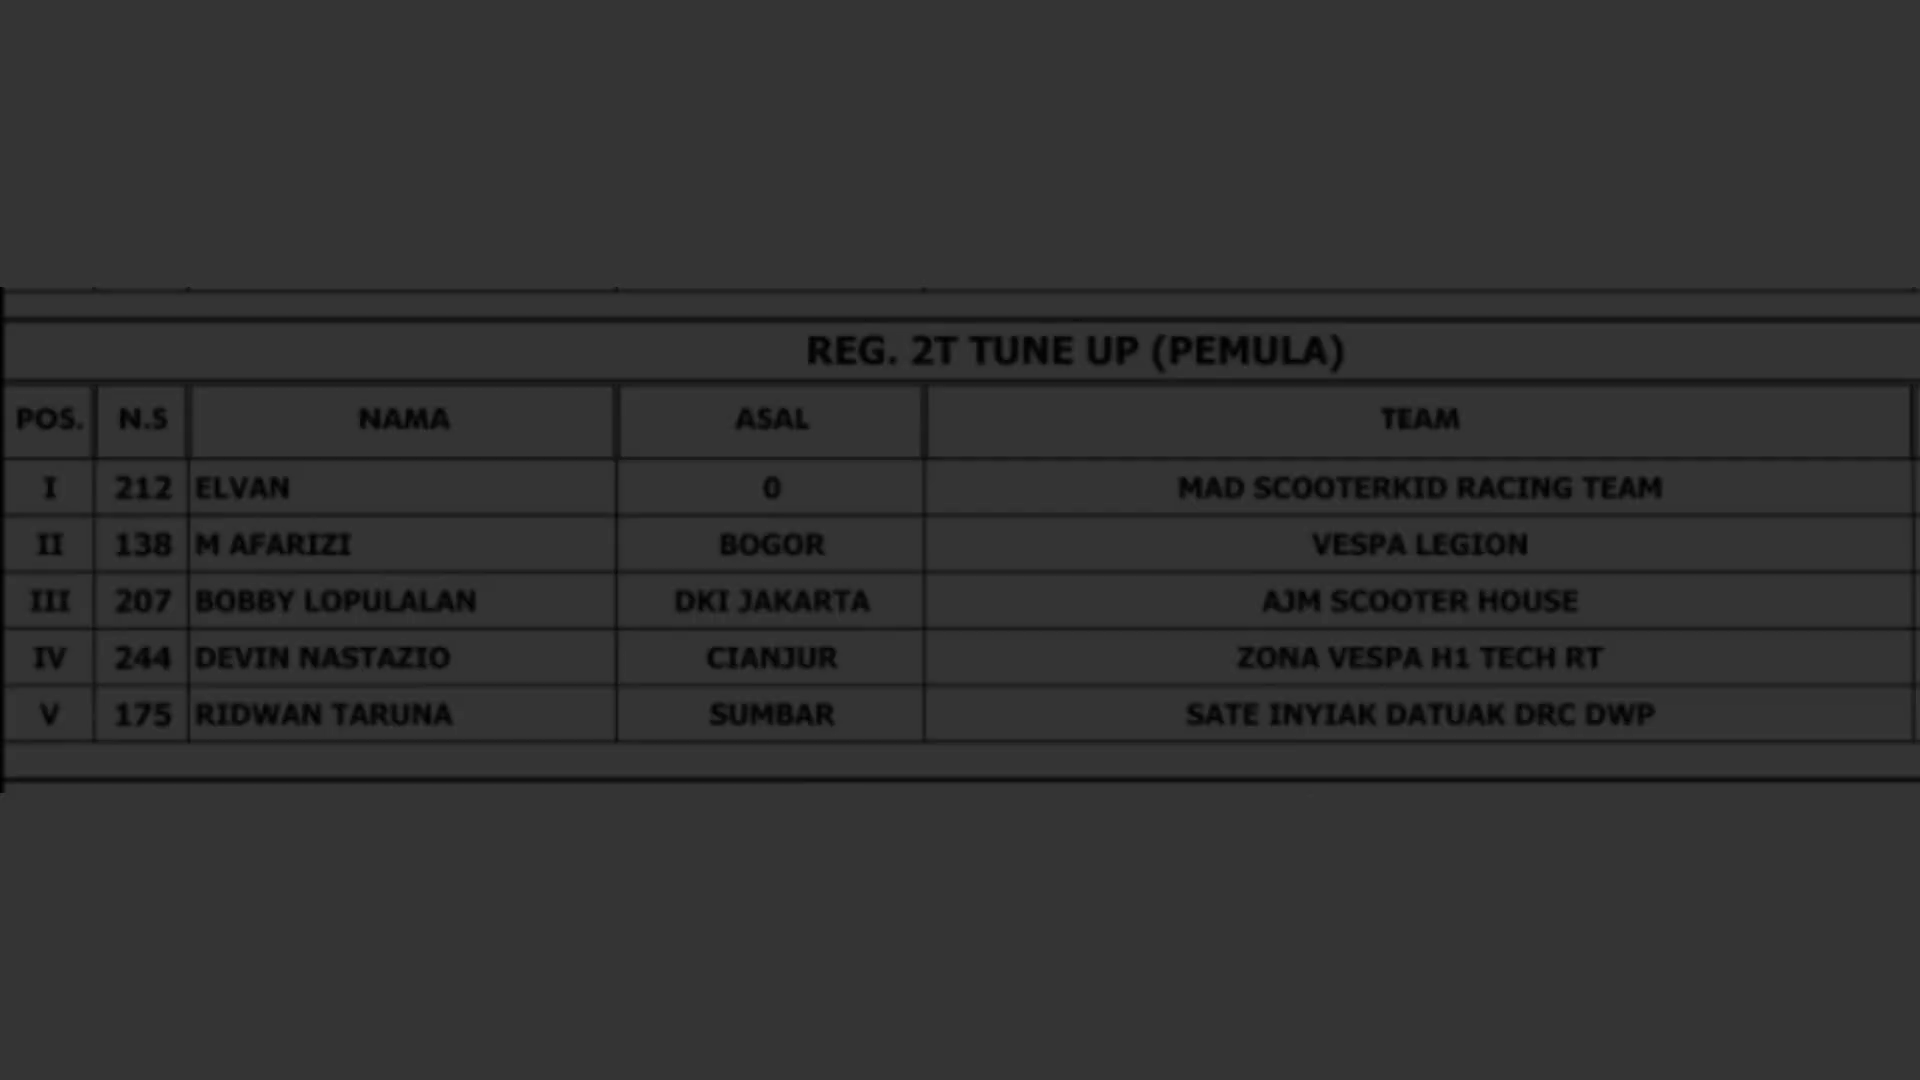 REG. 2T TUNE UP (PEMULA)
POS. N.S NAMA ASAL TEAM
I 212 ELVAN 0 MAD SCOOTERKID RACING TEAM
II 138 M AFARIZI BOGOR VESPA LEGION
III 207 BOBBY LOPULALAN DKI JAKARTA AJM SCOOTER HOUSE
IV 244 DEVIN NASTAZIO CIANJUR ZONA VESPA H1 TECH RT
V 175 RIDWAN TARUNA SUMBAR SATE INYIAK DATUAK DRC DWP